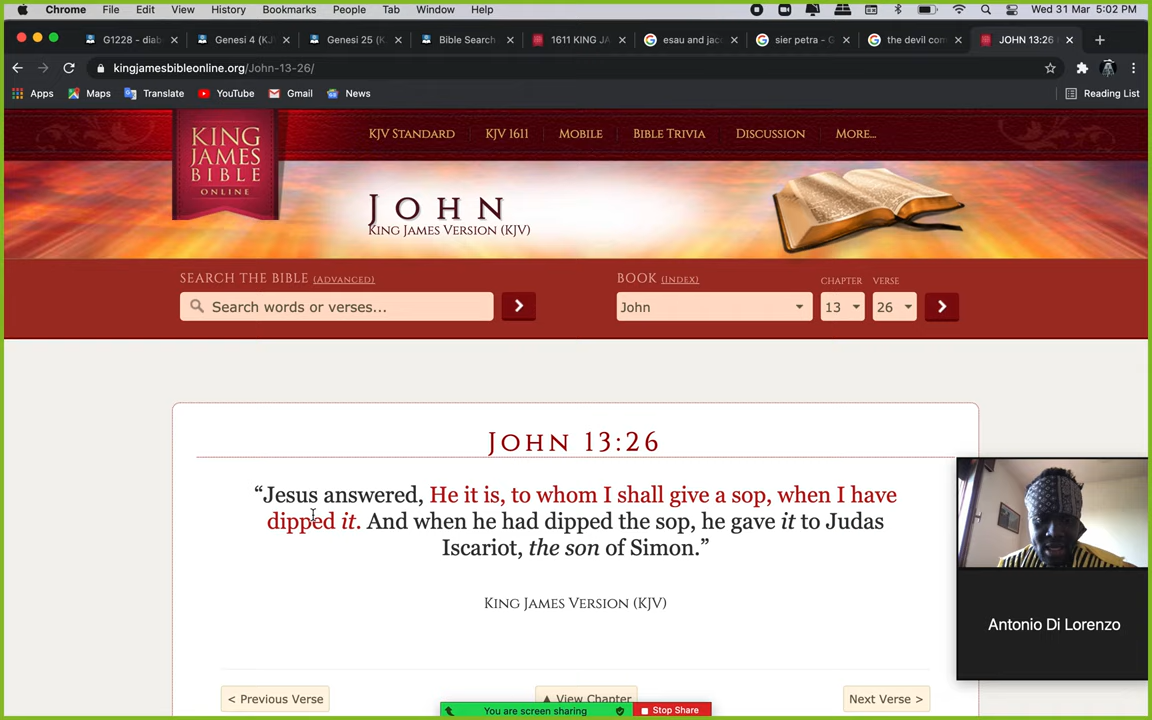 Chrome File Edit View History Bookmarks People Tab Window Help Wed 31 Mar 5:02 PM
G1228 - diab Genesi 4 (KJ Genesi 25 (K Bible Search 1611 KING JA esau and jac sier petra - G the devil com JOHN 13:26
kingjamesbibleonline.org/John-13-26/
Apps Maps Translate YouTube Gmail News Reading List
KING JAMES BIBLE ONLINE
KJV STANDARD KJV 1611 MOBILE BIBLE TRIVIA DISCUSSION MORE...
JOHN
KING JAMES VERSION (KJV)
SEARCH THE BIBLE (ADVANCED) BOOK (INDEX) CHAPTER VERSE
Search words or verses... John 13 26
JOHN 13:26
“Jesus answered, He it is, to whom I shall give a sop, when I have
dipped it. And when he had dipped the sop, he gave it to Judas
Iscariot, the son of Simon.”
KING JAMES VERSION (KJV)
Antonio Di Lorenzo
< Previous Verse ▲ View Chapter Next Verse >
You are screen sharing Stop Share